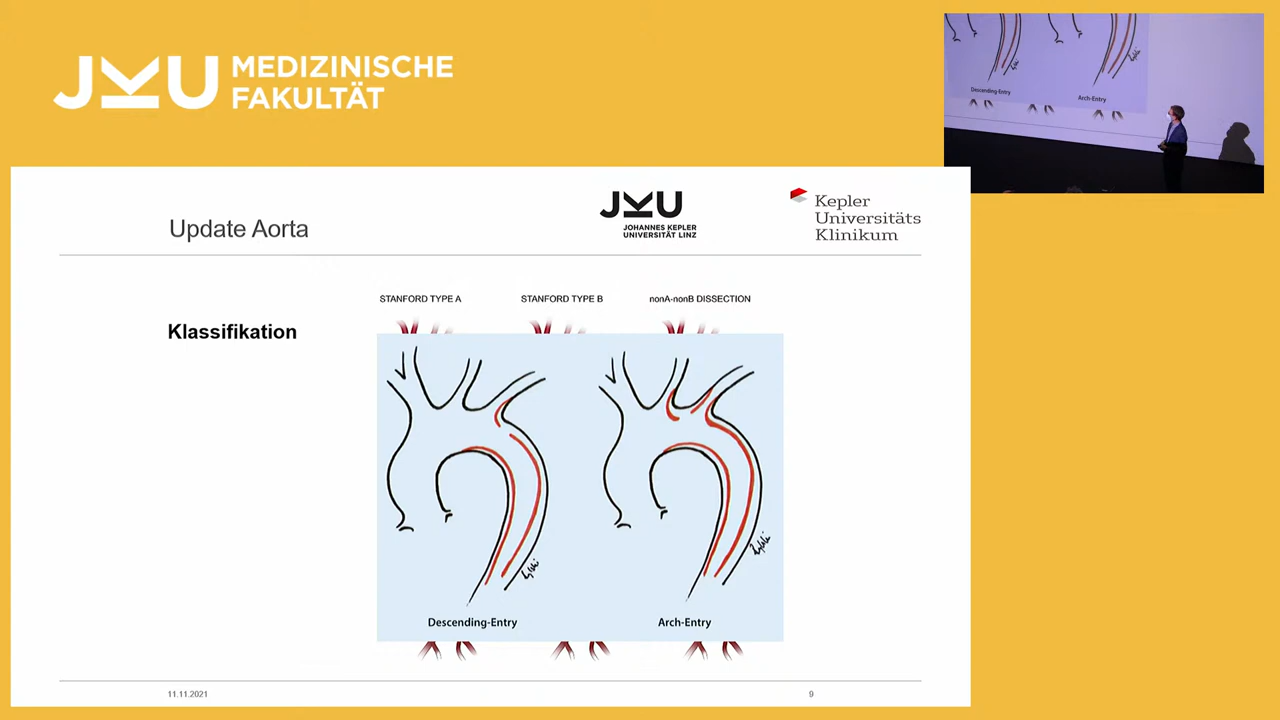 JKU MEDIZINISCHE
FAKULTÄT
Descending-Entry
Arch-Entry
Update Aorta
JKU
JOHANNES KEPLER
UNIVERSITÄT LINZ
Kepler
Universitäts
Klinikum
STANFORD TYPE A
STANFORD TYPE B
nonA-nonB DISSECTION
Klassifikation
Descending-Entry
Arch-Entry
11.11.2021
9